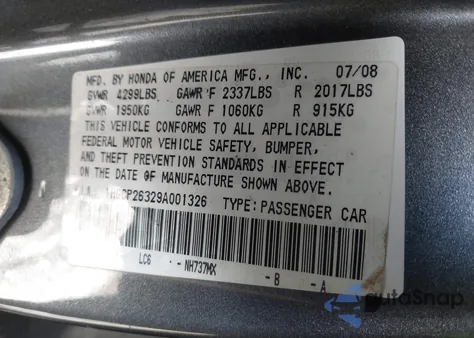 MFD. BY HONDA OF AMERICA MFG., INC. 07/08
GVWR 4299LBS GAWR F 2337LBS R 2017LBS
GVWR 1950KG GAWR F 1060KG R 915KG
THIS VEHICLE CONFORMS TO ALL APPLICABLE
FEDERAL MOTOR VEHICLE SAFETY, BUMPER,
AND THEFT PREVENTION STANDARDS IN EFFECT
ON THE DATE OF MANUFACTURE SHOWN ABOVE.
TYPE: PASSENGER CAR
LC6 - NH737MX - B - A
autoSnap